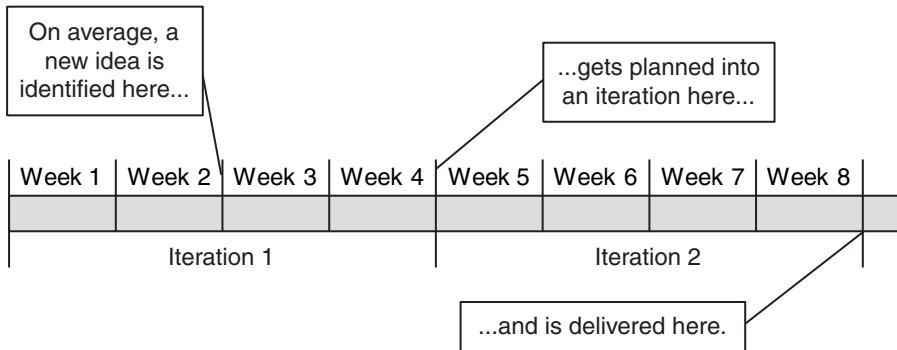 On average, a
new idea is
identified here...
...gets planned into
an iteration here...
Week 1 Week 2 Week 3 Week 4 Week 5 Week 6 Week 7 Week 8
Iteration 1 Iteration 2
...and is delivered here.